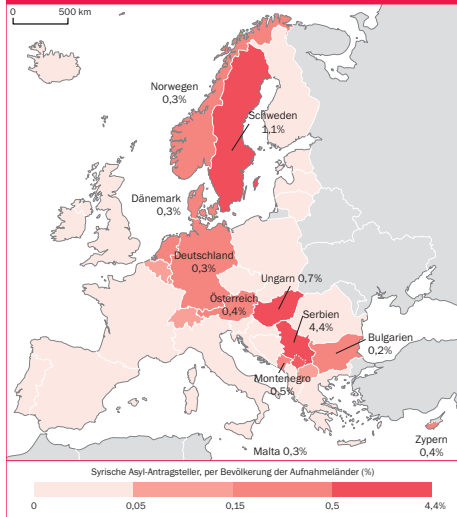 0 500 km
Norwegen
0,3%
Schweden
1,1%
Dänemark
0,3%
Deutschland
0,3%
Ungarn 0,7%
Österreich
0,4%
Serbien
4,4%
Bulgarien
0,2%
Montenegro
0,5%
Malta 0,3%
Zypern
0,4%
Syrische Asyl-Antragsteller, per Bevölkerung der Aufnahmeländer (%)
0 0,05 0,15 0,5 4,4%